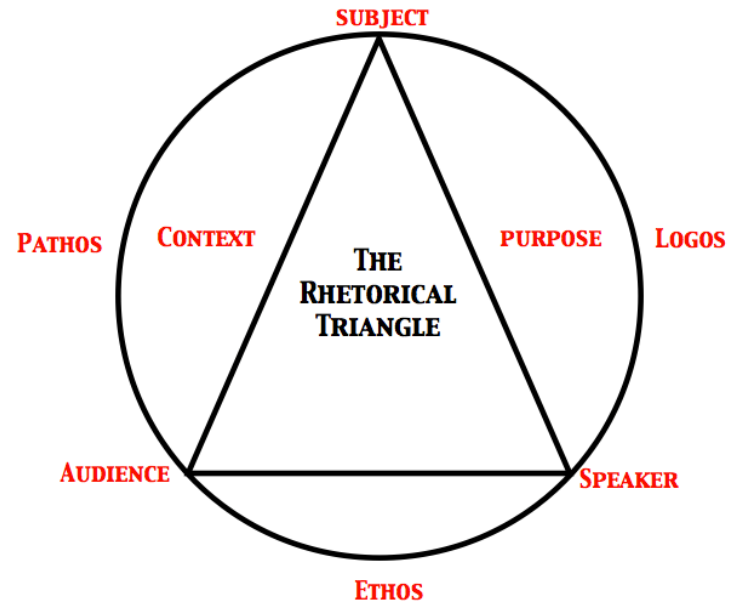 SUBJECT
PATHOS
CONTEXT
PURPOSE
LOGOS
THE
RHETORICAL
TRIANGLE
AUDIENCE
SPEAKER
ETHOS